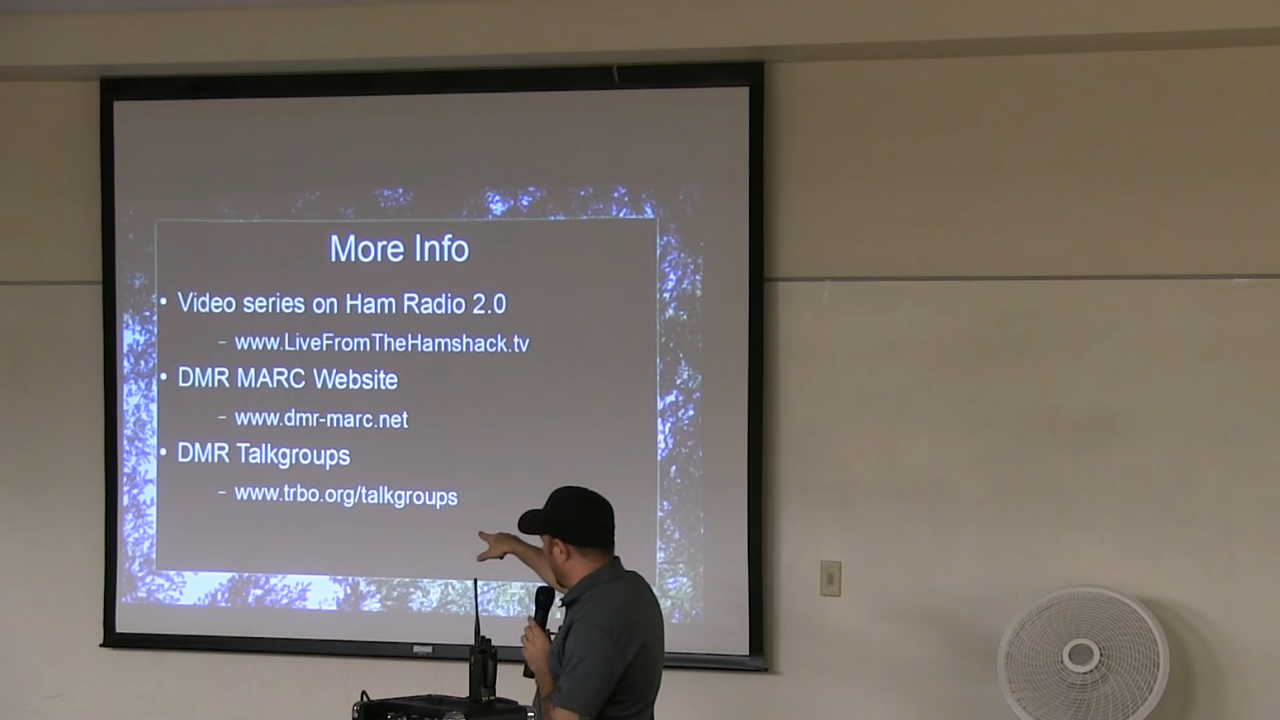 More Info
• Video series on Ham Radio 2.0
– www.LiveFromTheHamshack.tv
• DMR MARC Website
– www.dmr-marc.net
• DMR Talkgroups
– www.trbo.org/talkgroups